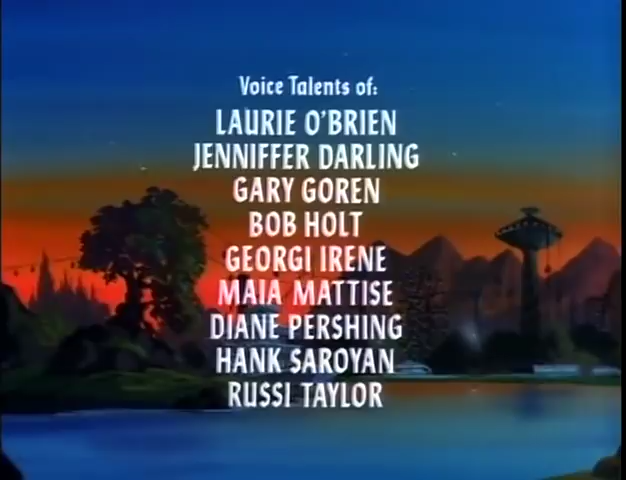 Voice Talents of:
LAURIE O'BRIEN
JENNIFFER DARLING
GARY GOREN
BOB HOLT
GEORGI IRENE
MAIA MATTISE
DIANE PERSHING
HANK SAROYAN
RUSSI TAYLOR